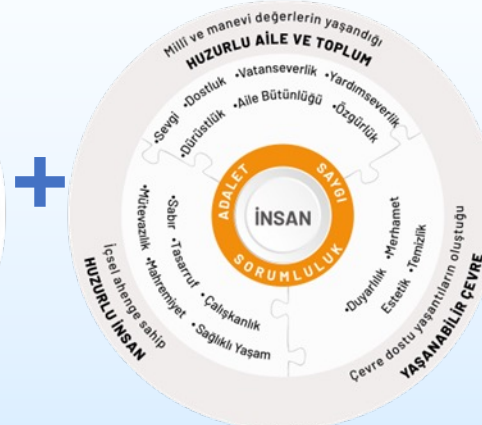 +
Millî ve manevi değerlerin yaşandığı
HUZURLU AİLE VE TOPLUM
•Sevgi •Dostluk •Vatanseverlik •Yardımseverlik
•Dürüstlük •Aile Bütünlüğü •Özgürlük
ADALET
SAYGI
SORUMLULUK
İNSAN
•Mütevazılık •Mahremiyet • Sağlıklı Yaşam
•Sabır •Tasarruf • Çalışkanlık
İçsel ahenge sahip
HUZURLU İNSAN
•Duyarlılık •Merhamet
Estetik •Temizlik
Çevre dostu yaşantıların oluştuğu
YAŞANABİLİR ÇEVRE